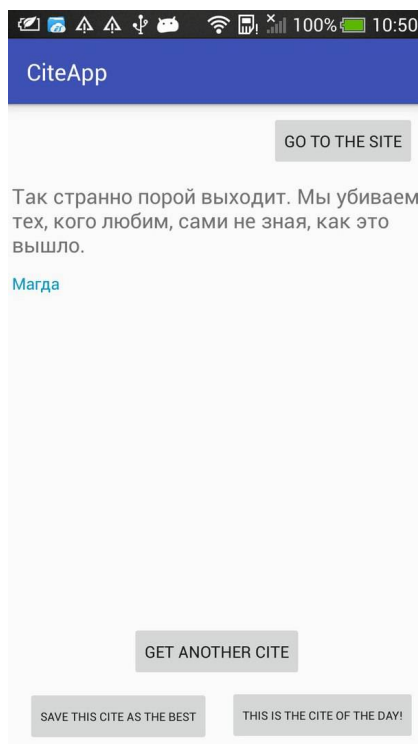 100% 10:50
CiteApp
GO TO THE SITE
Так странно порой выходит. Мы убиваем
тех, кого любим, сами не зная, как это
вышло.
Магда
GET ANOTHER CITE
SAVE THIS CITE AS THE BEST
THIS IS THE CITE OF THE DAY!